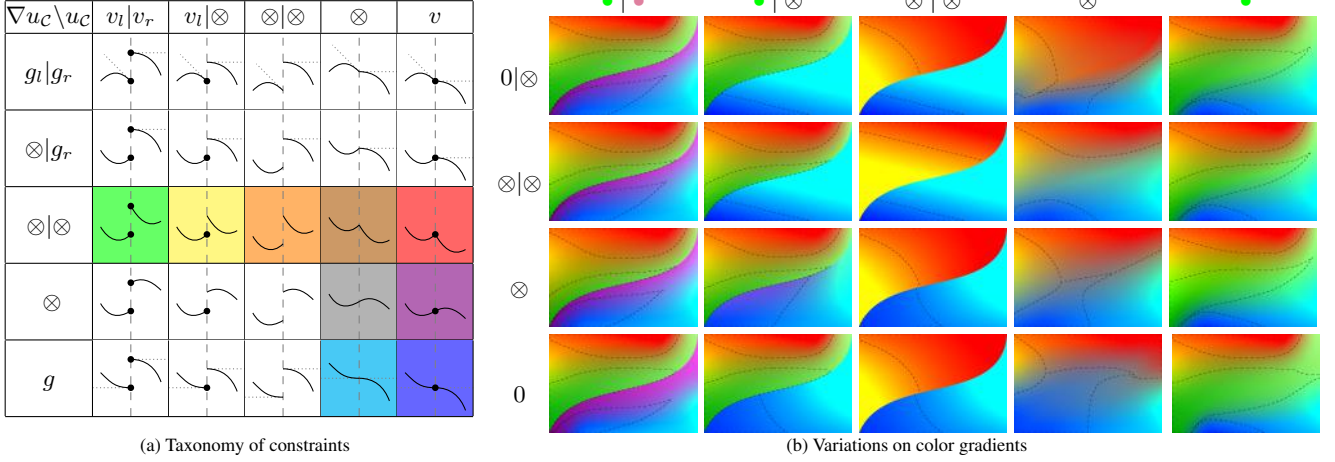 ∇u_C\u_C v_l|v_r v_l|⊗ ⊗|⊗ ⊗ v
g_l|g_r
⊗|g_r
⊗|⊗
⊗
g
(a) Taxonomy of constraints
| |⊗ ⊗|⊗ ⊗
0|⊗
⊗|⊗
⊗
0
(b) Variations on color gradients